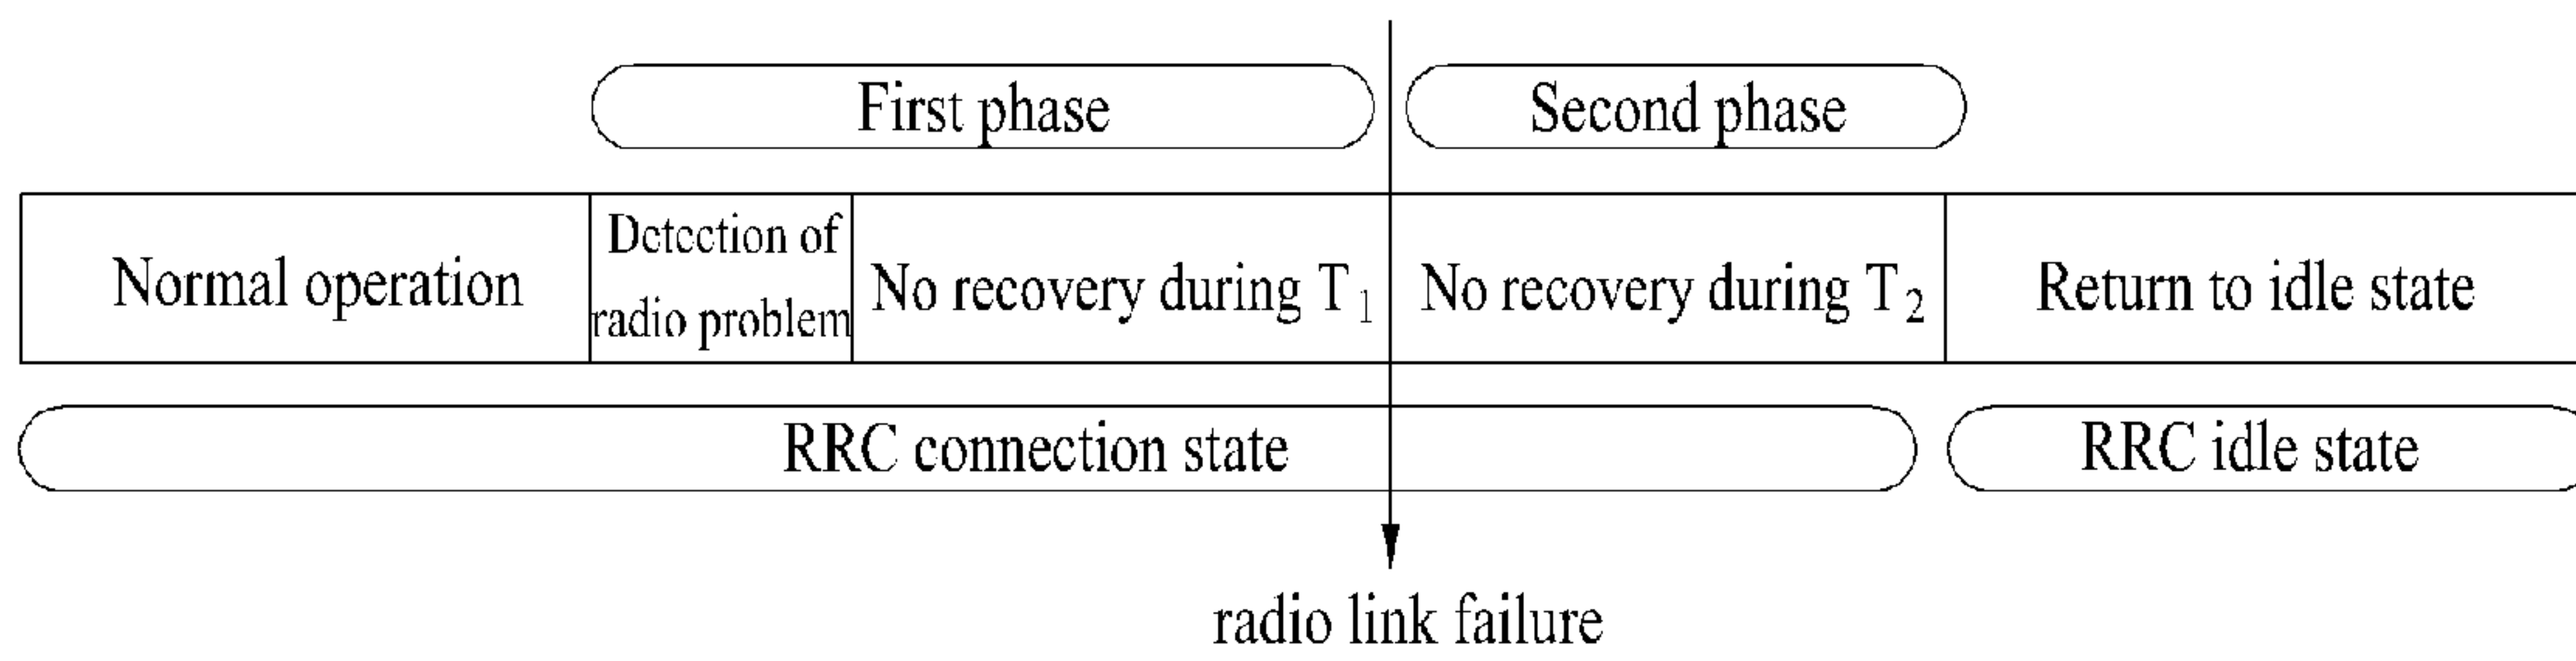 First phase
Second phase
Normal operation
Detection of
radio problem
No recovery during T1
No recovery during T2
Return to idle state
RRC connection state
RRC idle state
radio link failure